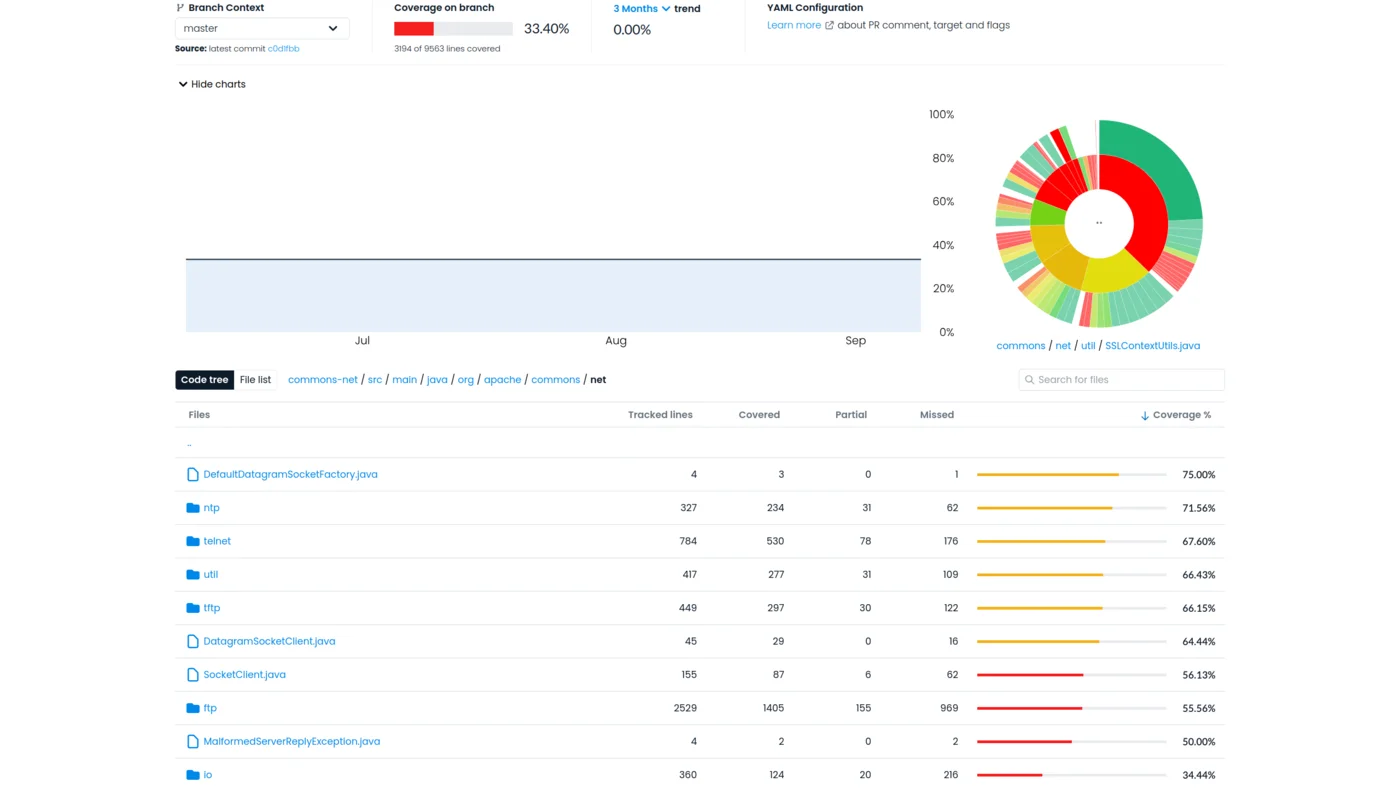 Branch Context
master
Source: latest commit c0d1fbb
Coverage on branch
33.40%
3194 of 9563 lines covered
3 Months trend
0.00%
YAML Configuration
Learn more about PR comment, target and flags
Hide charts
100%
80%
60%
40%
20%
0%
Jul Aug Sep
..
commons / net / util / SSLContextUtils.java
Code tree File list commons-net / src / main / java / org / apache / commons / net
Search for files
Files Tracked lines Covered Partial Missed Coverage %
..
DefaultDatagramSocketFactory.java 4 3 0 1 75.00%
ntp 327 234 31 62 71.56%
telnet 784 530 78 176 67.60%
util 417 277 31 109 66.43%
tftp 449 297 30 122 66.15%
DatagramSocketClient.java 45 29 0 16 64.44%
SocketClient.java 155 87 6 62 56.13%
ftp 2529 1405 155 969 55.56%
MalformedServerReplyException.java 4 2 0 2 50.00%
io 360 124 20 216 34.44%